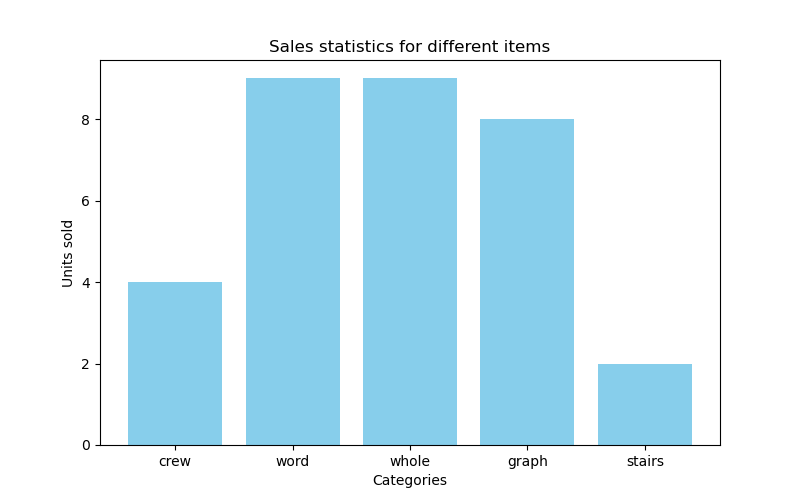 Sales statistics for different items
Units sold
8
6
4
2
0
crew word whole graph stairs
Categories